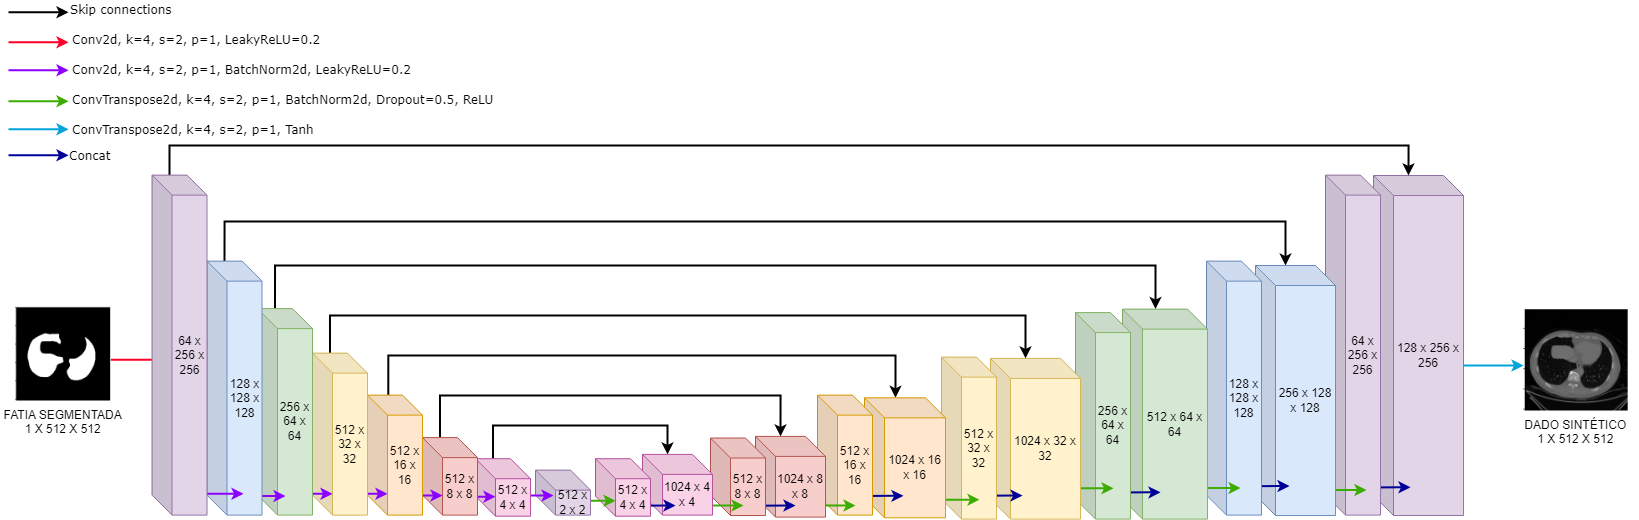 Skip connections
Conv2d, k=4, s=2, p=1, LeakyReLU=0.2
Conv2d, k=4, s=2, p=1, BatchNorm2d, LeakyReLU=0.2
ConvTranspose2d, k=4, s=2, p=1, BatchNorm2d, Dropout=0.5, ReLU
ConvTranspose2d, k=4, s=2, p=1, Tanh
Concat
FATIA SEGMENTADA
1 X 512 X 512
64 x
256 x
256
128 x
128 x
128
256 x
64 x
64
512 x
32 x
32
512 x
16 x
16
512 x
8 x 8
512 x
4 x 4
512 x
2 x 2
512 x
4 x 4
1024 x 4
x 4
512 x
8 x 8
1024 x 8
x 8
512 x
16 x
16
1024 x 16
x 16
512 x
32 x
32
1024 x 32 x
32
256 x
64 x
64
512 x 64 x
64
128 x
128 x
128
256 x 128
x 128
64 x
256 x
256
128 x 256 x
256
DADO SINTÉTICO
1 X 512 X 512